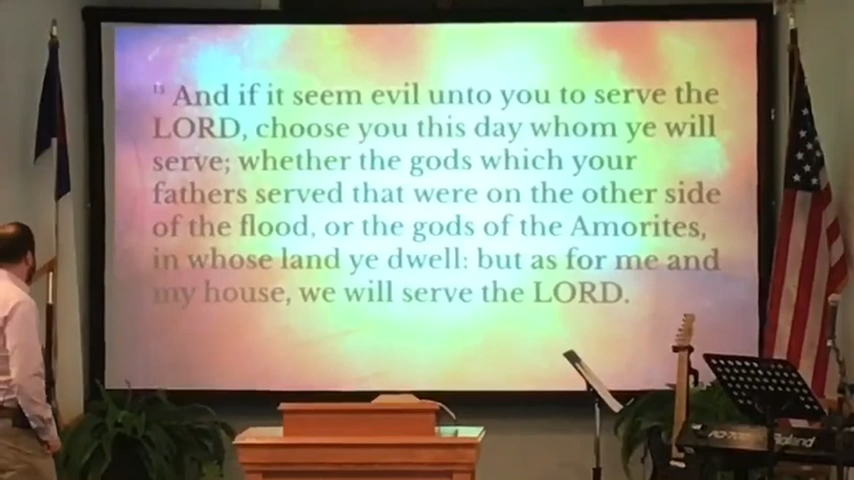 15 And if it seem evil unto you to serve the
LORD, choose you this day whom ye will
serve; whether the gods which your
fathers served that were on the other side
of the flood, or the gods of the Amorites,
in whose land ye dwell: but as for me and
my house, we will serve the LORD.
Roland